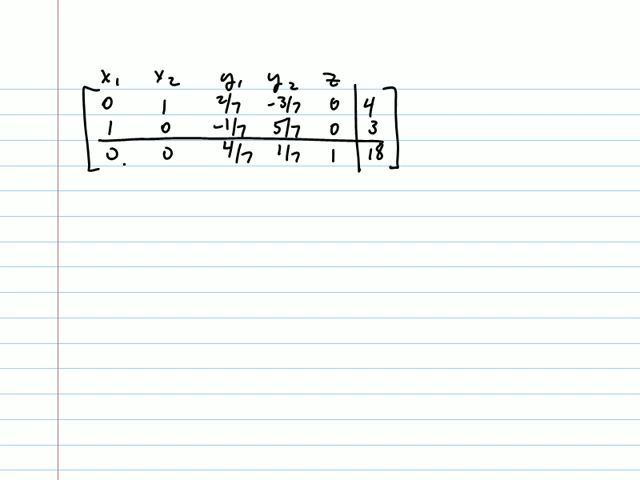 x₁ x₂ y₁ y₂ z
0 1 2/7 -3/7 0 4
1 0 -1/7 5/7 0 3
0 0 4/7 1/7 1 18